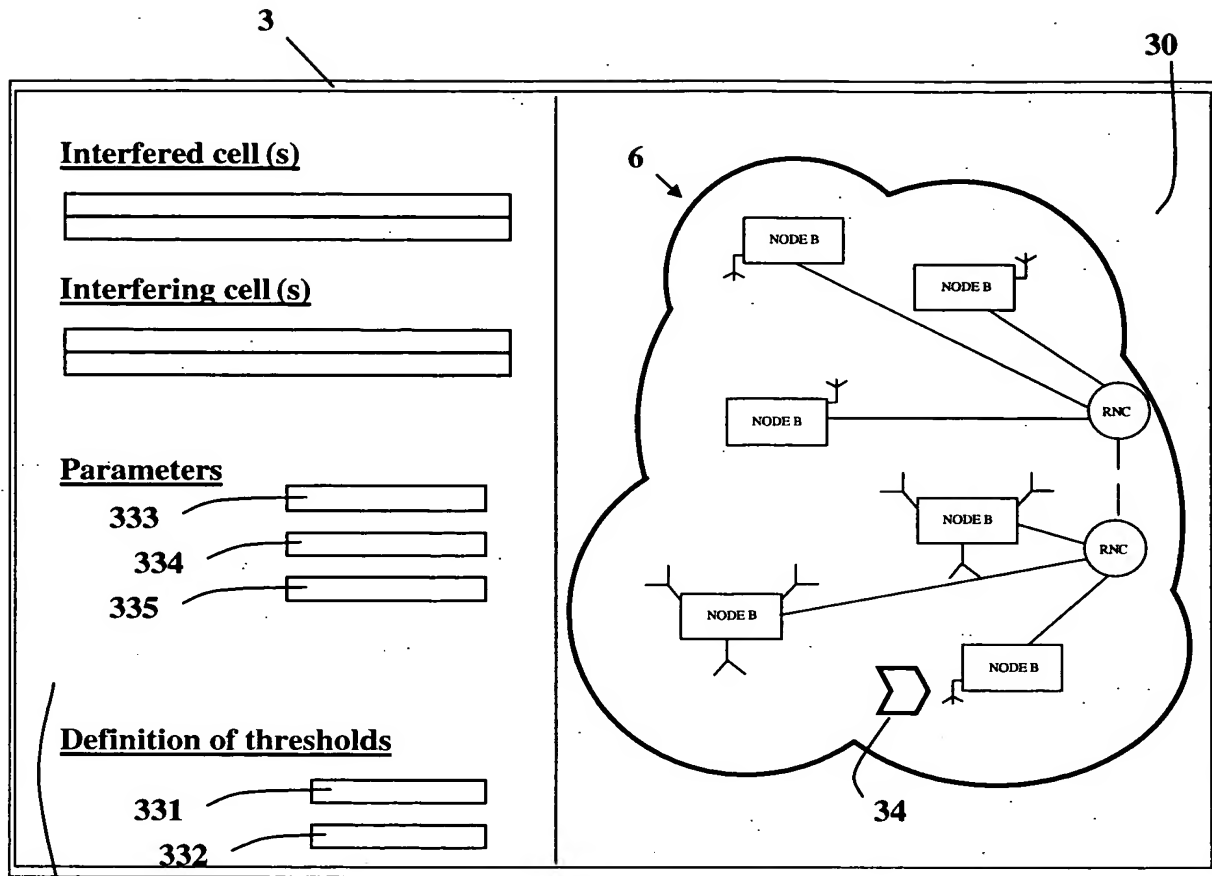 3
30
Interfered cell (s)
Interfering cell (s)
Parameters
333
334
335
Definition of thresholds
331
332
6
NODE B
NODE B
NODE B
RNC
NODE B
RNC
NODE B
NODE B
34